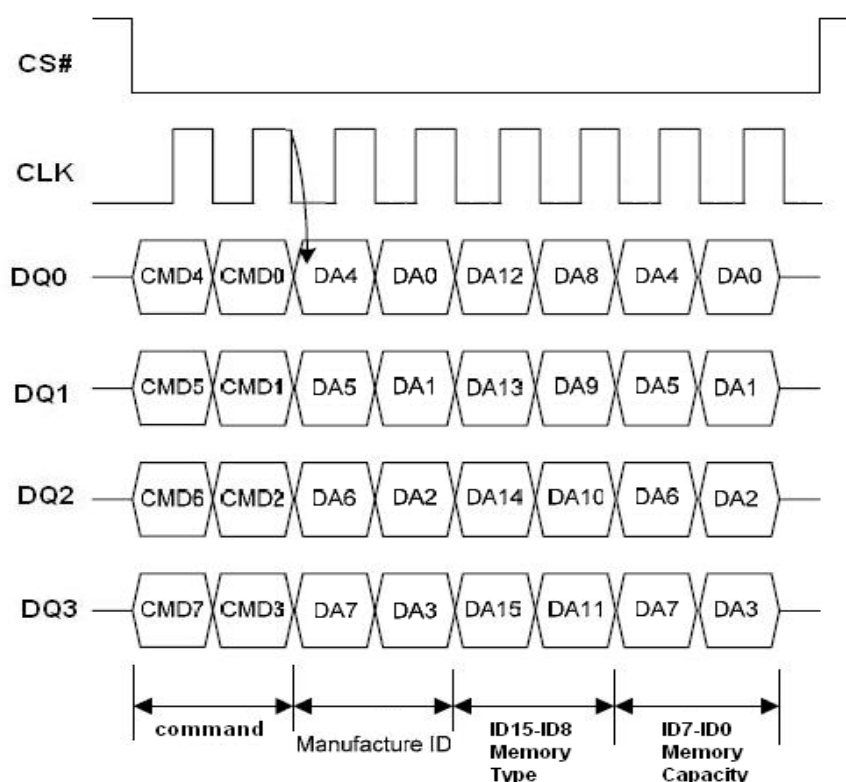 CS#
CLK
DQ0 CMD4 CMD0 DA4 DA0 DA12 DA8 DA4 DA0
DQ1 CMD5 CMD1 DA5 DA1 DA13 DA9 DA5 DA1
DQ2 CMD6 CMD2 DA6 DA2 DA14 DA10 DA6 DA2
DQ3 CMD7 CMD3 DA7 DA3 DA15 DA11 DA7 DA3
command
Manufacture ID
ID15-ID8
Memory
Type
ID7-ID0
Memory
Capacity